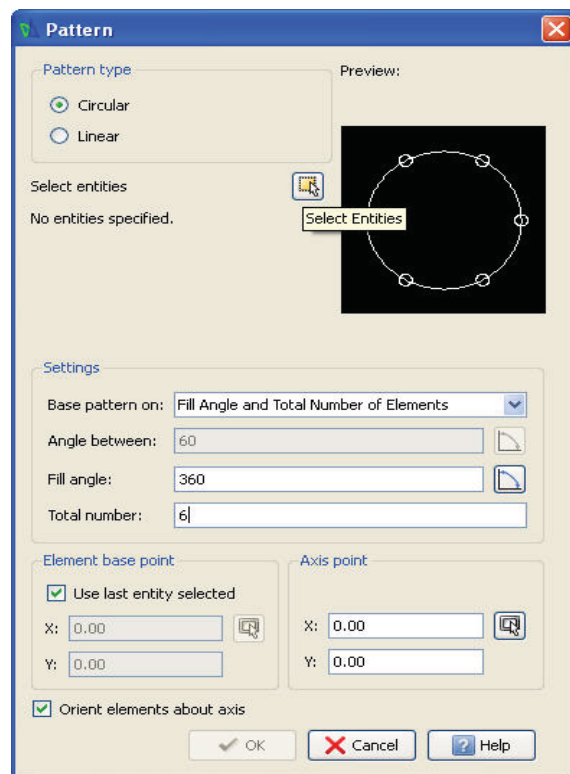 Pattern
Pattern type
Preview:
Circular
Linear
Select entities
No entities specified.
Select Entities
Settings
Base pattern on: Fill Angle and Total Number of Elements
Angle between: 60
Fill angle: 360
Total number: 6
Element base point
Axis point
Use last entity selected
X: 0.00
X: 0.00
Y: 0.00
Y: 0.00
Orient elements about axis
OK
Cancel
? Help